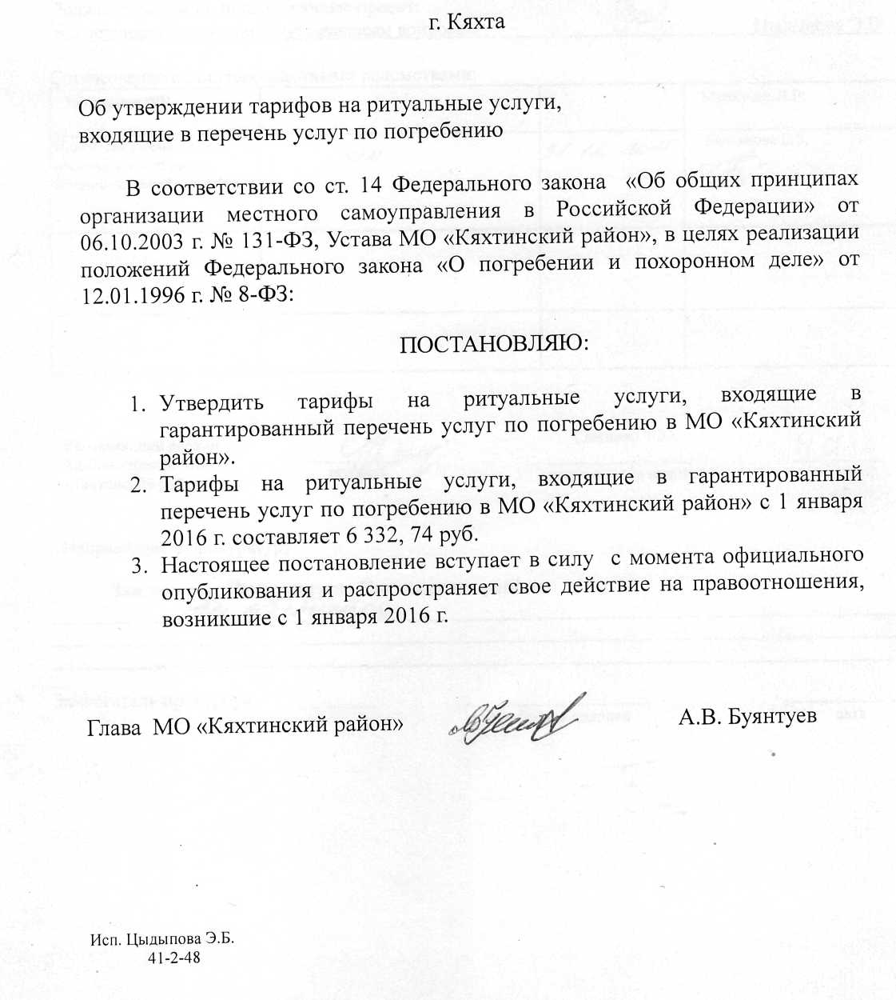 г. Кяхта
Об утверждении тарифов на ритуальные услуги,
входящие в перечень услуг по погребению
В соответствии со ст. 14 Федерального закона «Об общих принципах
организации местного самоуправления в Российской Федерации» от
06.10.2003 г. № 131-ФЗ, Устава МО «Кяхтинский район», в целях реализации
положений Федерального закона «О погребении и похоронном деле» от
12.01.1996 г. № 8-ФЗ:
ПОСТАНОВЛЯЮ:
1. Утвердить тарифы на ритуальные услуги, входящие в
гарантированный перечень услуг по погребению в МО «Кяхтинский
район».
2. Тарифы на ритуальные услуги, входящие в гарантированный
перечень услуг по погребению в МО «Кяхтинский район» с 1 января
2016 г. составляет 6 332, 74 руб.
3. Настоящее постановление вступает в силу с момента официального
опубликования и распространяет свое действие на правоотношения,
возникшие с 1 января 2016 г.
Глава МО «Кяхтинский район» А.В. Буянтуев
Исп. Цыдыпова Э.Б.
41-2-48